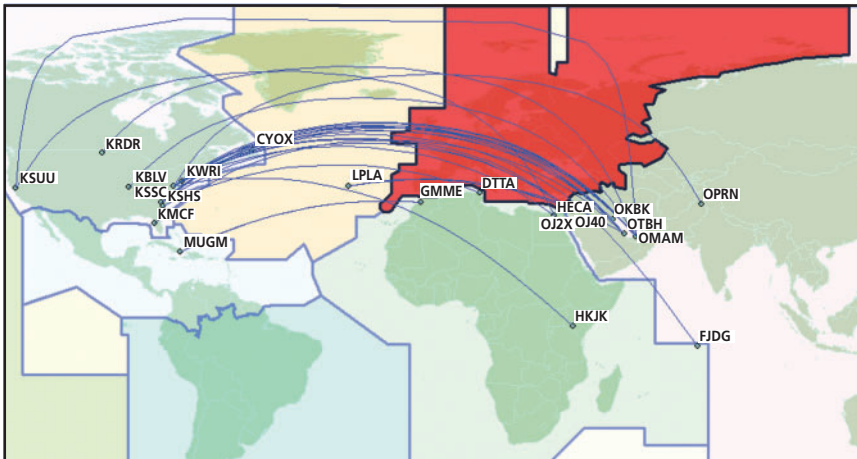 KRDR
CYOX
KSUU
KBLV
KWRI
LPLA
DTTA
OPRN
KSSC
KSHS
GMME
HECA
OKBK
KMCF
OJ2X
OJ40
OTBH
OMAM
MUGM
HKJK
FJDG